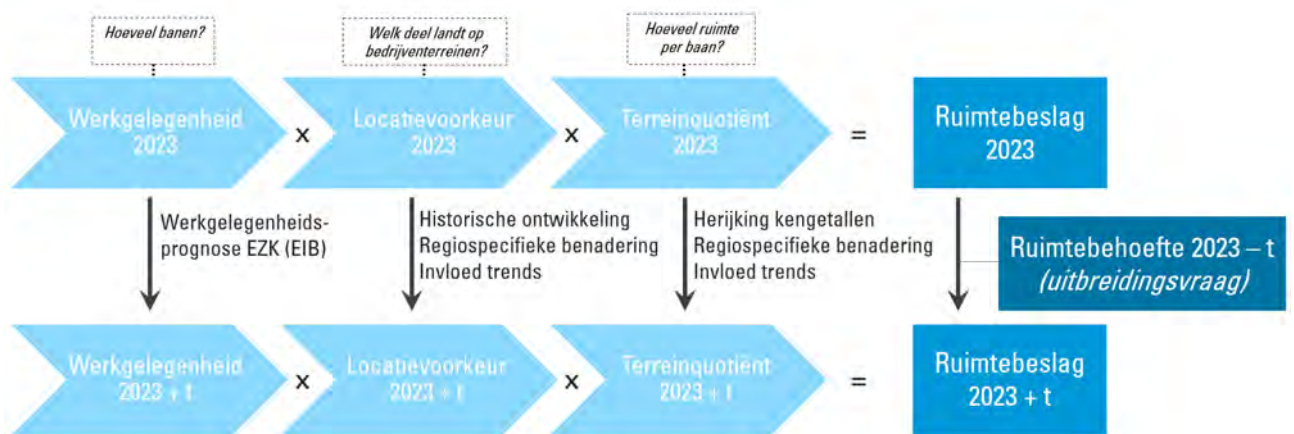 Hoeveel banen?
Welk deel landt op
bedrijventerreinen?
Hoeveel ruimte
per baan?
Werkgelegenheid
2023
x
Locatievoorkeur
2023
x
Terreinquotiënt
2023
=
Ruimtebeslag
2023
Werkgelegenheids-
prognose EZK (EIB)
Historische ontwikkeling
Regiospecifieke benadering
Invloed trends
Herijking kengetallen
Regiospecifieke benadering
Invloed trends
Ruimtebehoefte 2023 – t
(uitbreidingsvraag)
Werkgelegenheid
2023 + t
x
Locatievoorkeur
2023 + t
x
Terreinquotiënt
2023 + t
=
Ruimtebeslag
2023 + t